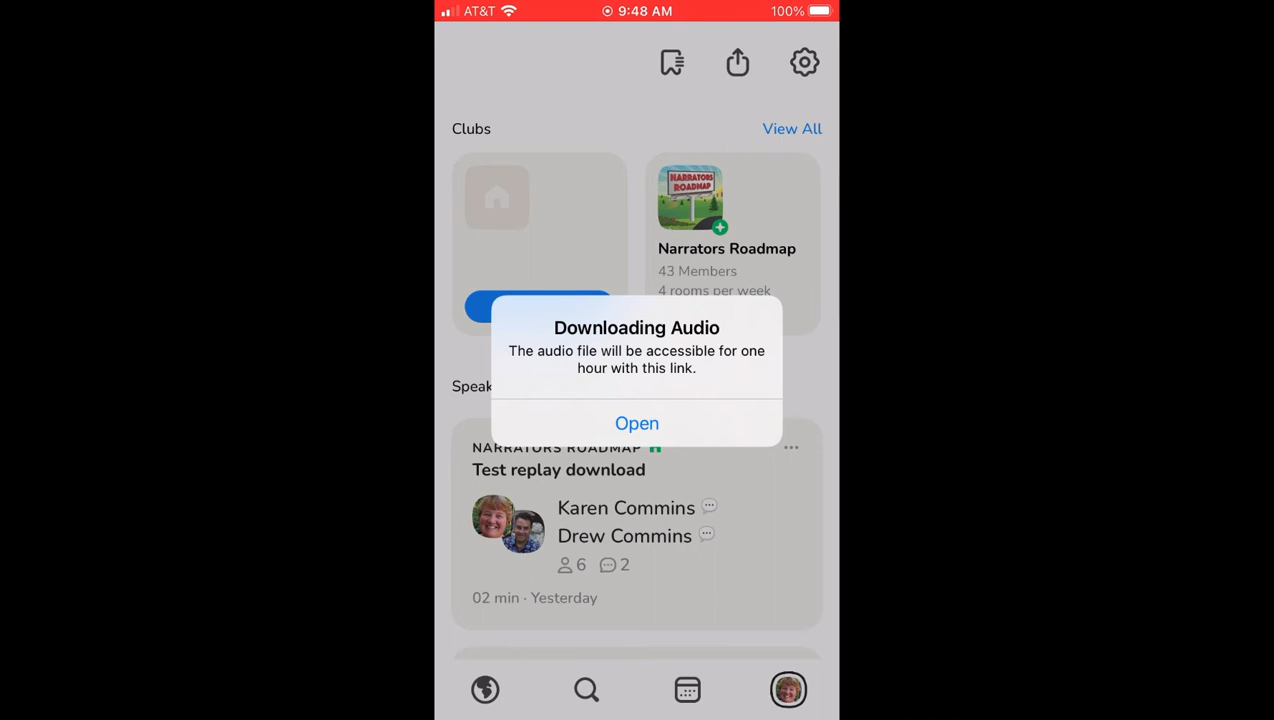 AT&T 9:48 AM 100%
Clubs View All
NARRATORS
ROADMAP
Narrators Roadmap
43 Members
4 rooms per week
Downloading Audio
The audio file will be accessible for one
hour with this link.
Open
Speak
NARRATORS ROADMAP
Test replay download
Karen Commins
Drew Commins
6 2
02 min · Yesterday